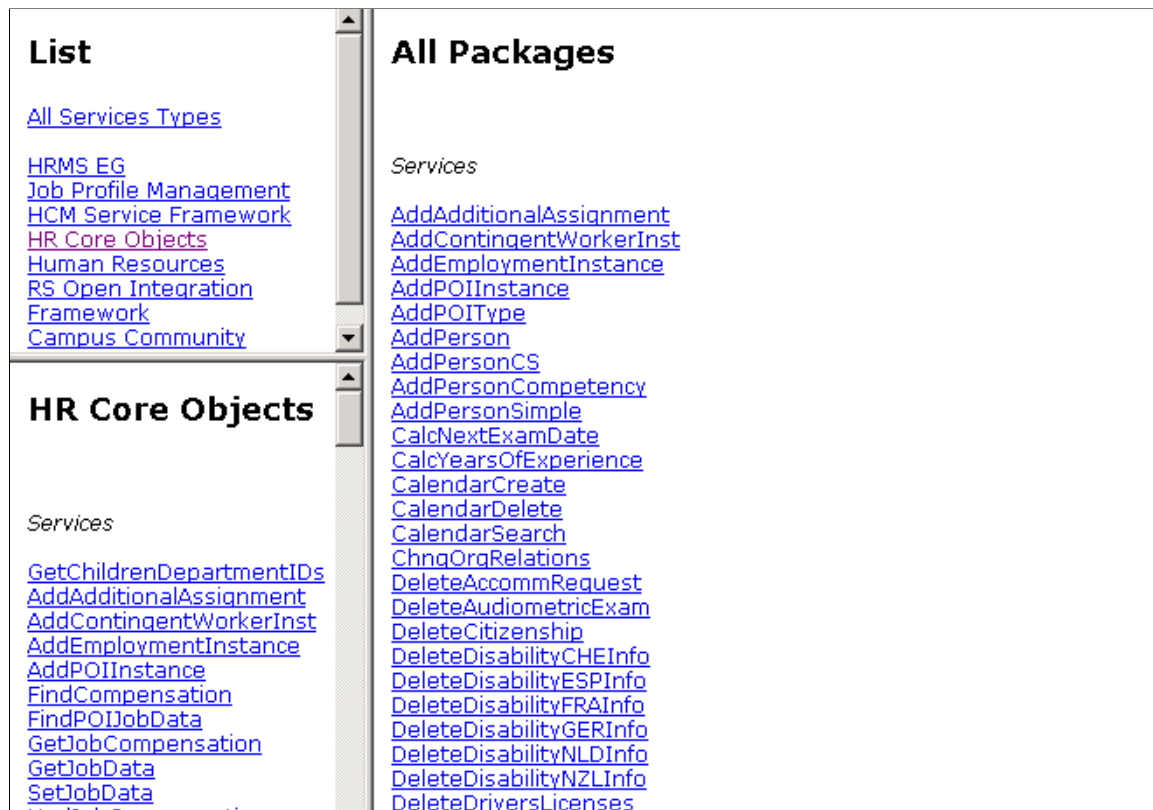 List
All Services Types
HRMS EG
Job Profile Management
HCM Service Framework
HR Core Objects
Human Resources
RS Open Integration
Framework
Campus Community
HR Core Objects
Services
GetChildrenDepartmentIDs
AddAdditionalAssignment
AddContingentWorkerInst
AddEmploymentInstance
AddPOIInstance
FindCompensation
FindPOIJobData
GetJobCompensation
GetJobData
SetJobData
All Packages
Services
AddAdditionalAssignment
AddContingentWorkerInst
AddEmploymentInstance
AddPOIInstance
AddPOIType
AddPerson
AddPersonCS
AddPersonCompetency
AddPersonSimple
CalcNextExamDate
CalcYearsOfExperience
CalendarCreate
CalendarDelete
CalendarSearch
ChngOrgRelations
DeleteAccommRequest
DeleteAudiometricExam
DeleteCitizenship
DeleteDisabilityCHEInfo
DeleteDisabilityESPInfo
DeleteDisabilityFRAInfo
DeleteDisabilityGERInfo
DeleteDisabilityNLDInfo
DeleteDisabilityNZLInfo
DeleteDriversLicenses